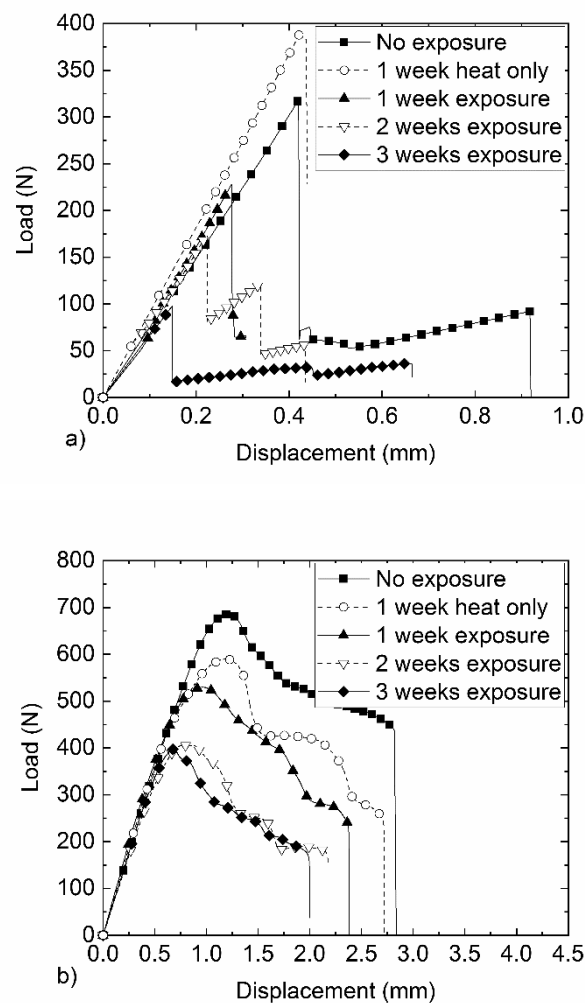 400
350
300
250
200
150
100
50
0
Load (N)
No exposure
1 week heat only
1 week exposure
2 weeks exposure
3 weeks exposure
0.0 0.2 0.4 0.6 0.8 1.0
a)
Displacement (mm)
800
700
600
500
400
300
200
100
0
Load (N)
No exposure
1 week heat only
1 week exposure
2 weeks exposure
3 weeks exposure
0.0 0.5 1.0 1.5 2.0 2.5 3.0 3.5 4.0 4.5
b)
Displacement (mm)